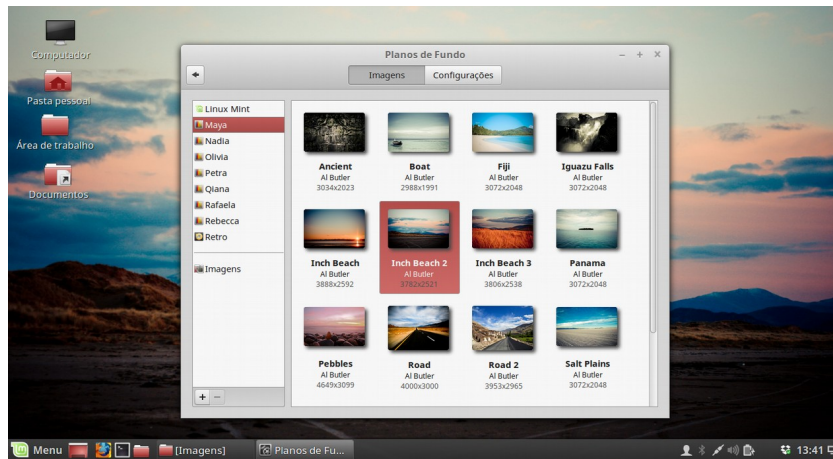 Computador
Pasta pessoal
Área de trabalho
Documentos
Planos de Fundo
Imagens Configurações
Linux Mint
Maya
Nadia
Olivia
Petra
Qiana
Rafaela
Rebecca
Retro
Imagens
Ancient Boat Fiji Iguazu Falls
Al Butler Al Butler Al Butler Al Butler
3034x2023 2988x1991 3072x2048 3072x2048
Inch Beach Inch Beach 2 Inch Beach 3 Panama
Al Butler Al Butler Al Butler Al Butler
3888x2592 3782x2521 3806x2538 3072x2048
Pebbles Road Road 2 Salt Plains
Al Butler Al Butler Al Butler Al Butler
4649x3099 4000x3000 3953x2965 3072x2048
Menu [Imagens] Planos de Fu... 13:41